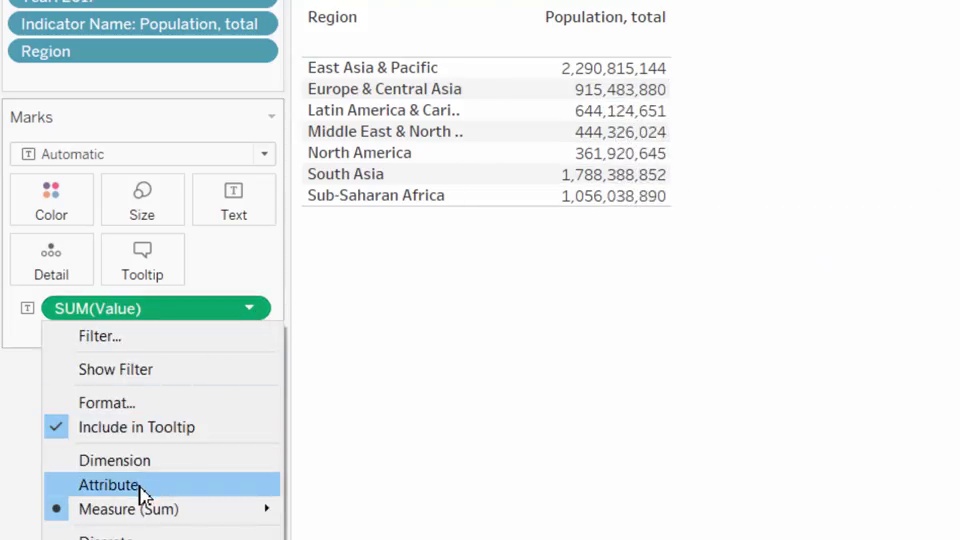 Indicator Name: Population, total
Region
Marks
Automatic
Color
Size
Text
Detail
Tooltip
SUM(Value)
Filter...
Show Filter
Format...
Include in Tooltip
Dimension
Attribute
Measure (Sum)
Region Population, total
East Asia & Pacific 2,290,815,144
Europe & Central Asia 915,483,880
Latin America & Cari.. 644,124,651
Middle East & North .. 444,326,024
North America 361,920,645
South Asia 1,788,388,852
Sub-Saharan Africa 1,056,038,890